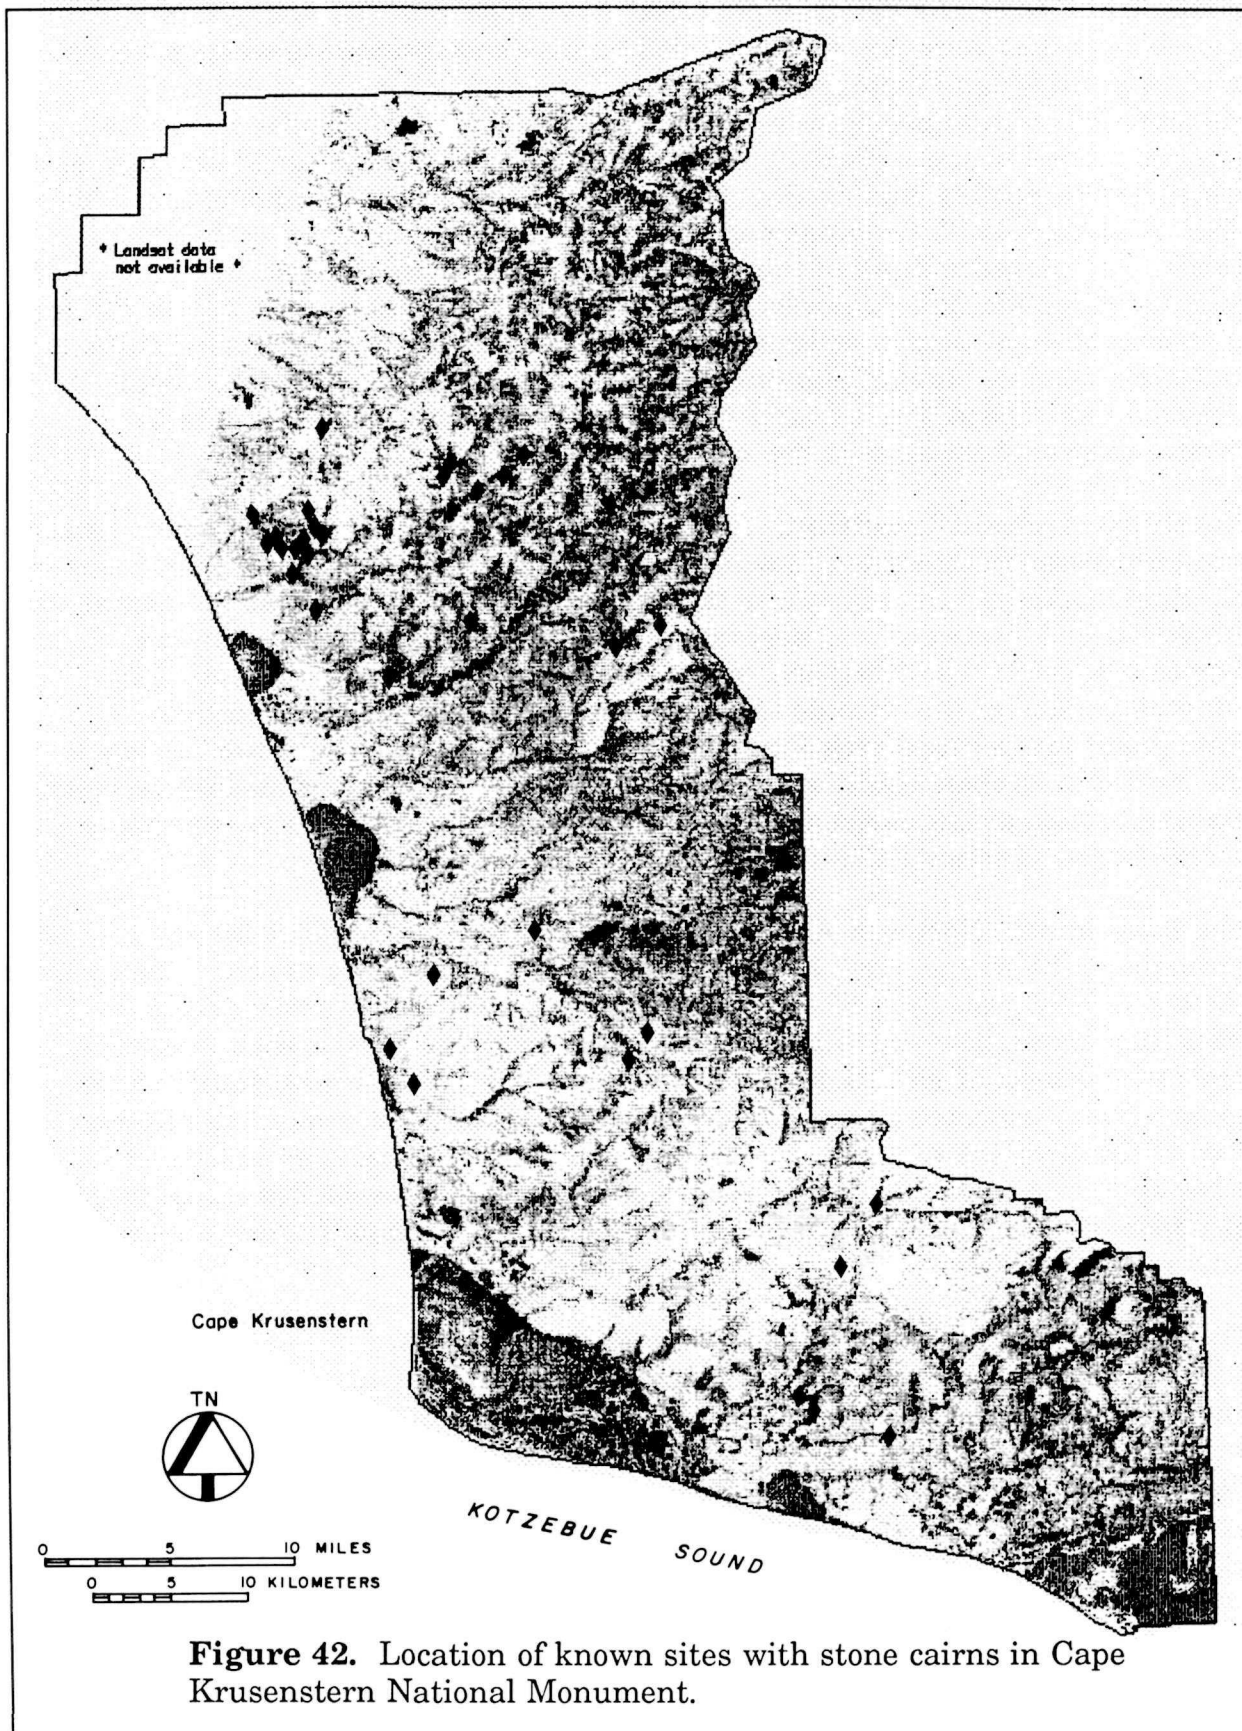 * Landsat data
not available *
Cape Krusenstern
TN
0 5 10 MILES
0 5 10 KILOMETERS
KOTZEBUE SOUND
Figure 42. Location of known sites with stone cairns in Cape
Krusenstern National Monument.